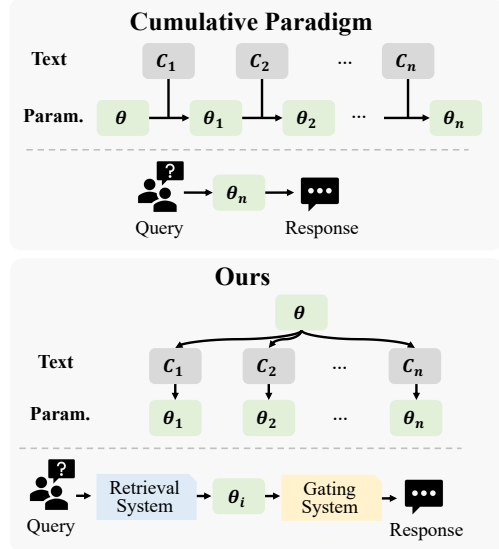 Cumulative Paradigm
Text C₁ C₂ ... Cₙ
Param. θ θ₁ θ₂ ... θₙ
?
θₙ
Query Response
Ours
θ
Text C₁ C₂ ... Cₙ
Param. θ₁ θ₂ ... θₙ
?
Retrieval System θᵢ Gating System
Query Response